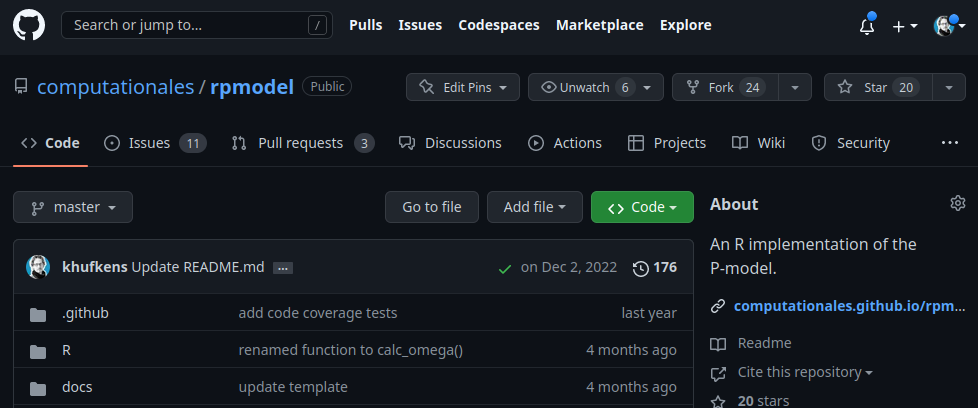 Search or jump to... /
Pulls Issues Codespaces Marketplace Explore
computationales / rpmodel Public
Edit Pins Unwatch 6 Fork 24 Star 20
Code Issues 11 Pull requests 3 Discussions Actions Projects Wiki Security ...
master Go to file Add file Code
khufkens Update README.md ... on Dec 2, 2022 176
.github add code coverage tests last year
R renamed function to calc_omega() 4 months ago
docs update template 4 months ago
About
An R implementation of the
P-model.
computationales.github.io/rpm...
Readme
Cite this repository
20 stars